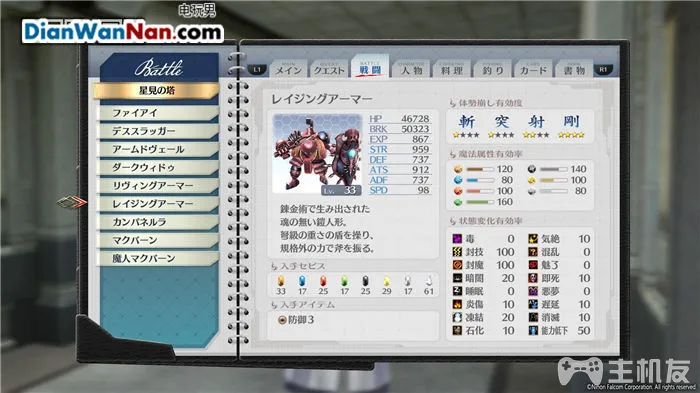 电玩男
DianWanNan.com
Battle
星見の塔
ファイアイ
デススラッガー
アームドヴェール
ダークウィドゥ
リヴィングアーマー
レイジングアーマー
カンパネルラ
マクバーン
魔人マクバーン
L1
メイン
クエスト
BATTLE
戦闘
人物
料理
釣り
カード
書物
R1
レイジングアーマー
Lv. 33
HP 46728
BRK 50323
EXP 867
STR 959
DEF 737
ATS 912
ADF 737
SPD 98
錬金術で生み出された
魂の無い鎧人形。
弩級の重さの盾を操り、
規格外の力で斧を振る。
入手セピス
33 17 25 17 25 29 17 61
入手アイテム
防御3
体勢崩し有効度
斬 突 射 剛
魔法属性有効率
120 140
80 80
100 80
160
状態変化有効率
毒 0 気絶 10
封技 100 混乱 0
封魔 100 魅了 0
暗闇 20 即死 10
睡眠 0 悪夢 0
炎傷 10 遅延 10
凍結 20 消滅 10
石化 10 能力低下 50
主机友
©Nihon Falcom Corporation. All rights reserved.